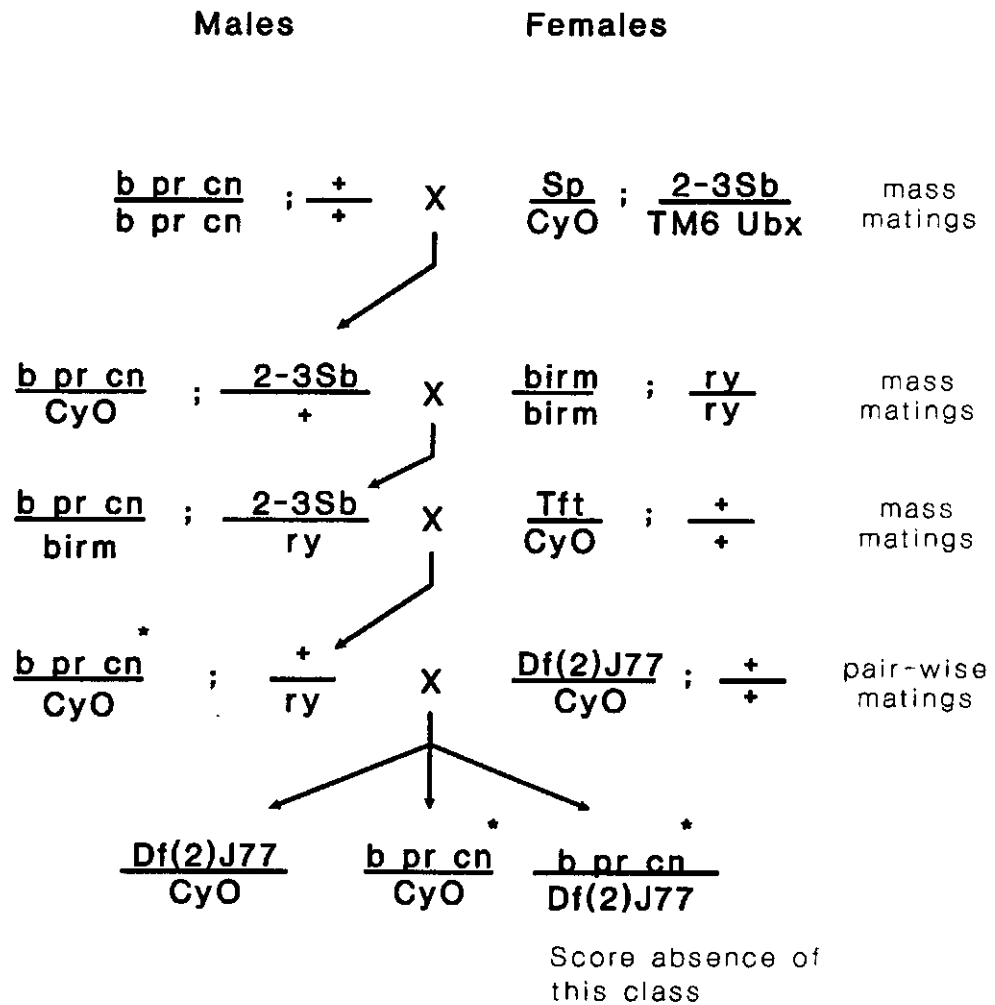 Males Females
b pr cn + Sp 2-3Sb mass
; X ;
b pr cn + CyO TM6 Ubx matings
b pr cn 2-3Sb birm ry mass
; X ;
CyO + birm ry matings
b pr cn 2-3Sb Tft + mass
; X ;
birm ry CyO + matings
*
b pr cn + Df(2)J77 + pair-wise
; X ;
CyO ry CyO + matings
* *
Df(2)J77 b pr cn b pr cn
CyO CyO Df(2)J77
Score absence of
this class